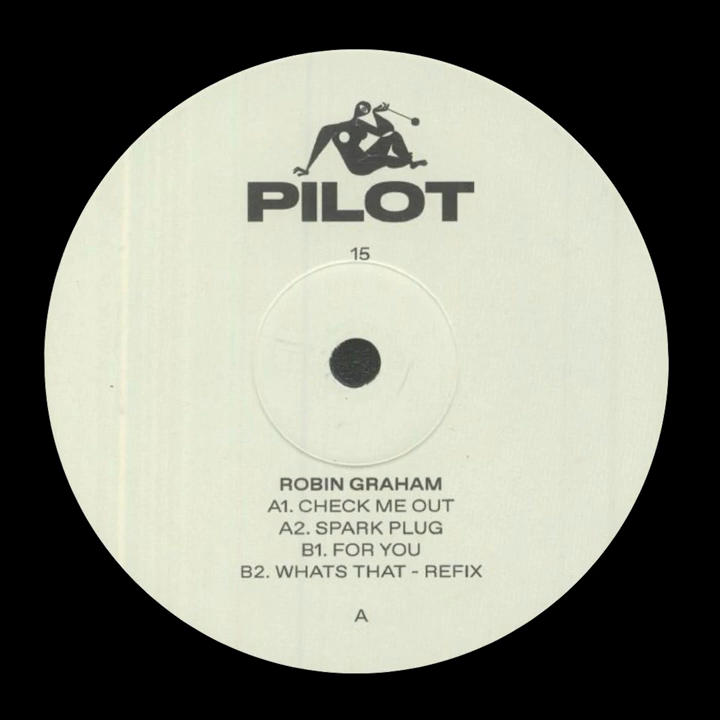 PILOT
15
ROBIN GRAHAM
A1. CHECK ME OUT
A2. SPARK PLUG
B1. FOR YOU
B2. WHATS THAT - REFIX
A